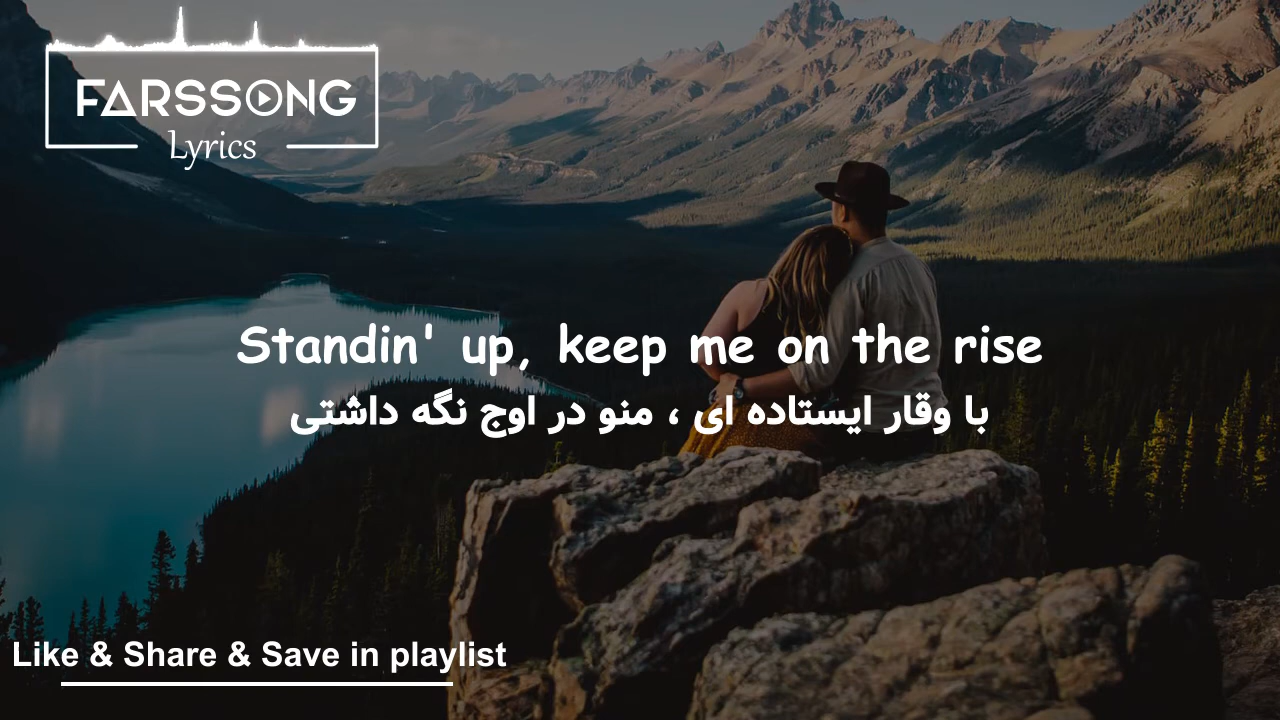 FARSSONG
Lyrics
Standin' up, keep me on the rise
با وقار ایستاده ای ، منو در اوج نگه داشتی
Like & Share & Save in playlist